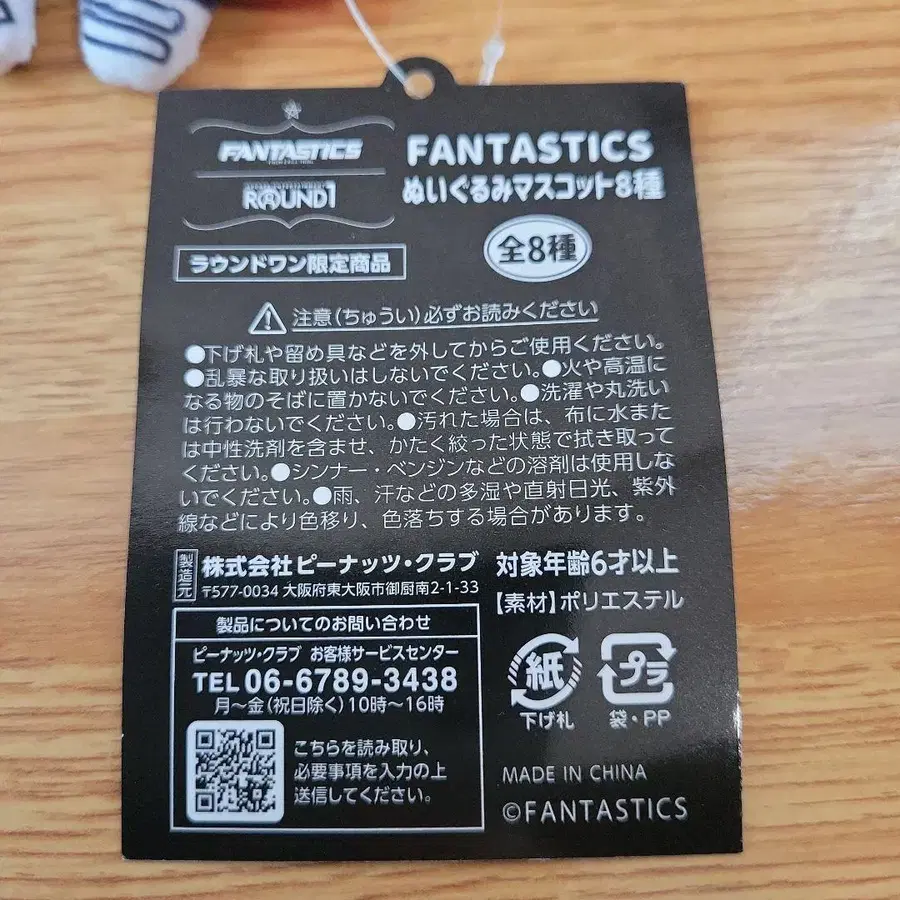 FANTASTICS
ROUND1
FANTASTICS
ぬいぐるみマスコット8種
全8種
ラウンドワン限定商品
注意(ちゅうい)必ずお読みください
●下げ札や留め具などを外してからご使用ください。
●乱暴な取り扱いはしないでください。●火や高温に
なる物のそばに置かないでください。●洗濯や丸洗い
は行わないでください。●汚れた場合は、布に水また
は中性洗剤を含ませ、かたく絞った状態で拭き取って
ください。●シンナー・ベンジンなどの溶剤は使用しな
いでください。●雨、汗などの多湿や直射日光、紫外
線などにより色移り、色落ちする場合があります。
製造元 株式会社ピーナッツ・クラブ
〒577-0034 大阪府東大阪市御厨南2-1-33
対象年齢6才以上
【素材】ポリエステル
製品についてのお問い合わせ
ピーナッツ・クラブ お客様サービスセンター
TEL 06-6789-3438
月~金(祝日除く)10時~16時
こちらを読み取り、
必要事項を入力の上
送信してください。
紙
下げ札
プラ
袋・PP
MADE IN CHINA
©FANTASTICS